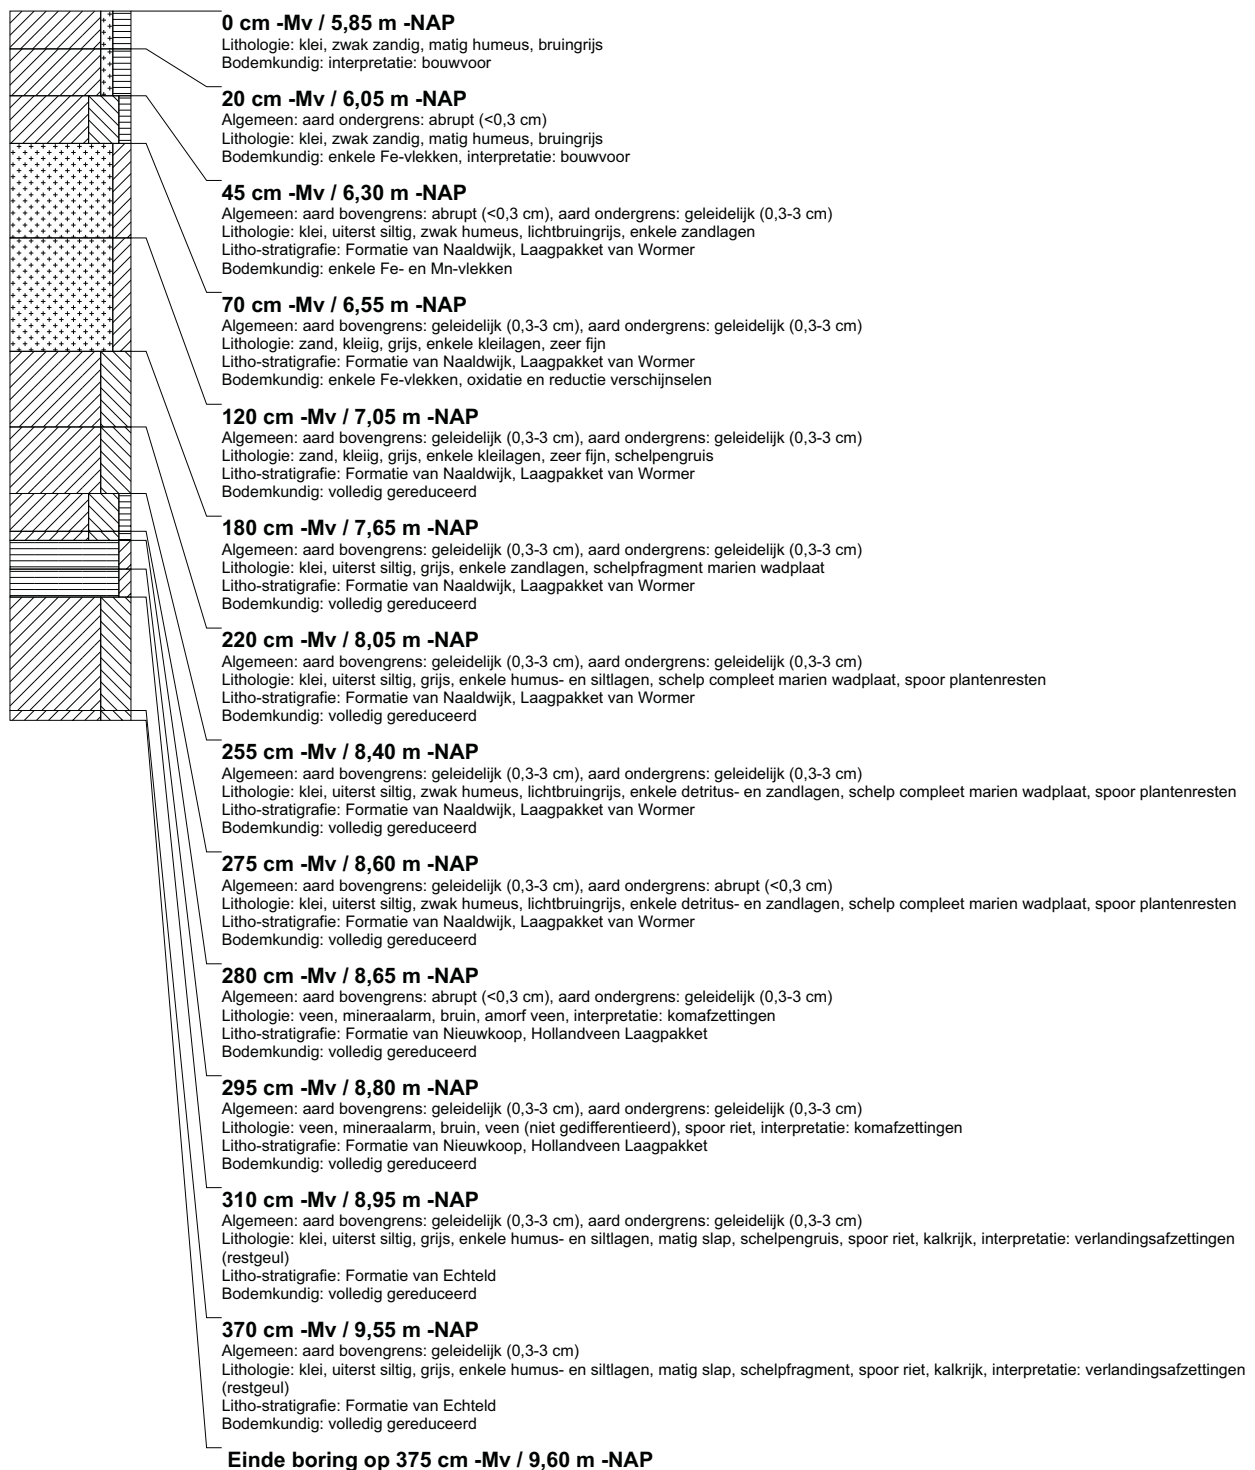 0 cm -Mv / 5,85 m -NAP
Lithologie: klei, zwak zandig, matig humeus, bruingrijs
Bodemkundig: interpretatie: bouwvoor
20 cm -Mv / 6,05 m -NAP
Algemeen: aard ondergrens: abrupt (<0,3 cm)
Lithologie: klei, zwak zandig, matig humeus, bruingrijs
Bodemkundig: enkele Fe-vlekken, interpretatie: bouwvoor
45 cm -Mv / 6,30 m -NAP
Algemeen: aard bovengrens: abrupt (<0,3 cm), aard ondergrens: geleidelijk (0,3-3 cm)
Lithologie: klei, uiterst siltig, zwak humeus, lichtbruingrijs, enkele zandlagen
Litho-stratigrafie: Formatie van Naaldwijk, Laagpakket van Wormer
Bodemkundig: enkele Fe- en Mn-vlekken
70 cm -Mv / 6,55 m -NAP
Algemeen: aard bovengrens: geleidelijk (0,3-3 cm), aard ondergrens: geleidelijk (0,3-3 cm)
Lithologie: zand, kleiig, grijs, enkele kleilagen, zeer fijn
Litho-stratigrafie: Formatie van Naaldwijk, Laagpakket van Wormer
Bodemkundig: enkele Fe-vlekken, oxidatie en reductie verschijnselen
120 cm -Mv / 7,05 m -NAP
Algemeen: aard bovengrens: geleidelijk (0,3-3 cm), aard ondergrens: geleidelijk (0,3-3 cm)
Lithologie: zand, kleiig, grijs, enkele kleilagen, zeer fijn, schelpengruis
Litho-stratigrafie: Formatie van Naaldwijk, Laagpakket van Wormer
Bodemkundig: volledig gereduceerd
180 cm -Mv / 7,65 m -NAP
Algemeen: aard bovengrens: geleidelijk (0,3-3 cm), aard ondergrens: geleidelijk (0,3-3 cm)
Lithologie: klei, uiterst siltig, grijs, enkele zandlagen, schelpfragment marien wadplaat
Litho-stratigrafie: Formatie van Naaldwijk, Laagpakket van Wormer
Bodemkundig: volledig gereduceerd
220 cm -Mv / 8,05 m -NAP
Algemeen: aard bovengrens: geleidelijk (0,3-3 cm), aard ondergrens: geleidelijk (0,3-3 cm)
Lithologie: klei, uiterst siltig, grijs, enkele humus- en siltlagen, schelp compleet marien wadplaat, spoor plantenresten
Litho-stratigrafie: Formatie van Naaldwijk, Laagpakket van Wormer
Bodemkundig: volledig gereduceerd
255 cm -Mv / 8,40 m -NAP
Algemeen: aard bovengrens: geleidelijk (0,3-3 cm), aard ondergrens: geleidelijk (0,3-3 cm)
Lithologie: klei, uiterst siltig, zwak humeus, lichtbruingrijs, enkele detritus- en zandlagen, schelp compleet marien wadplaat, spoor plantenresten
Litho-stratigrafie: Formatie van Naaldwijk, Laagpakket van Wormer
Bodemkundig: volledig gereduceerd
275 cm -Mv / 8,60 m -NAP
Algemeen: aard bovengrens: geleidelijk (0,3-3 cm), aard ondergrens: abrupt (<0,3 cm)
Lithologie: klei, uiterst siltig, zwak humeus, lichtbruingrijs, enkele detritus- en zandlagen, schelp compleet marien wadplaat, spoor plantenresten
Litho-stratigrafie: Formatie van Naaldwijk, Laagpakket van Wormer
Bodemkundig: volledig gereduceerd
280 cm -Mv / 8,65 m -NAP
Algemeen: aard bovengrens: abrupt (<0,3 cm), aard ondergrens: geleidelijk (0,3-3 cm)
Lithologie: veen, mineraalarm, bruin, amorf veen, interpretatie: komafzettingen
Litho-stratigrafie: Formatie van Nieuwkoop, Hollandveen Laagpakket
Bodemkundig: volledig gereduceerd
295 cm -Mv / 8,80 m -NAP
Algemeen: aard bovengrens: geleidelijk (0,3-3 cm), aard ondergrens: geleidelijk (0,3-3 cm)
Lithologie: veen, mineraalarm, bruin, veen (niet gedifferentieerd), spoor riet, interpretatie: komafzettingen
Litho-stratigrafie: Formatie van Nieuwkoop, Hollandveen Laagpakket
Bodemkundig: volledig gereduceerd
310 cm -Mv / 8,95 m -NAP
Algemeen: aard bovengrens: geleidelijk (0,3-3 cm), aard ondergrens: geleidelijk (0,3-3 cm)
Lithologie: klei, uiterst siltig, grijs, enkele humus- en siltlagen, matig slap, schelpengruis, spoor riet, kalkrijk, interpretatie: verlandingsafzettingen
(restgeul)
Litho-stratigrafie: Formatie van Echteld
Bodemkundig: volledig gereduceerd
370 cm -Mv / 9,55 m -NAP
Algemeen: aard bovengrens: geleidelijk (0,3-3 cm)
Lithologie: klei, uiterst siltig, grijs, enkele humus- en siltlagen, matig slap, schelpfragment, spoor riet, kalkrijk, interpretatie: verlandingsafzettingen
(restgeul)
Litho-stratigrafie: Formatie van Echteld
Bodemkundig: volledig gereduceerd
Einde boring op 375 cm -Mv / 9,60 m -NAP